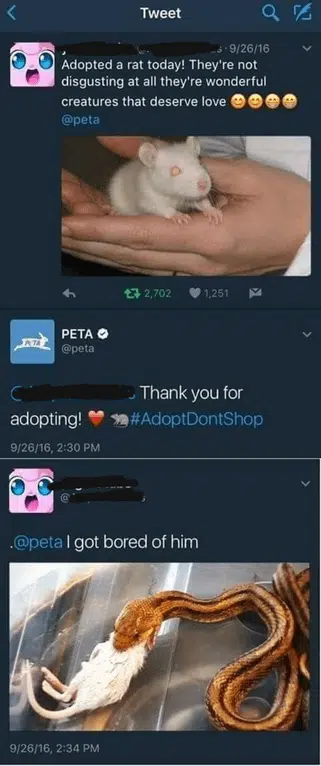 Tweet
9/26/16
Adopted a rat today! They're not
disgusting at all they're wonderful
creatures that deserve love 😊😊😁😁
@peta
2,702 1,251
PETA
PETA
@peta
Thank you for
adopting! ❤️ 🐀#AdoptDontShop
9/26/16, 2:30 PM
@
.@peta I got bored of him
9/26/16, 2:34 PM